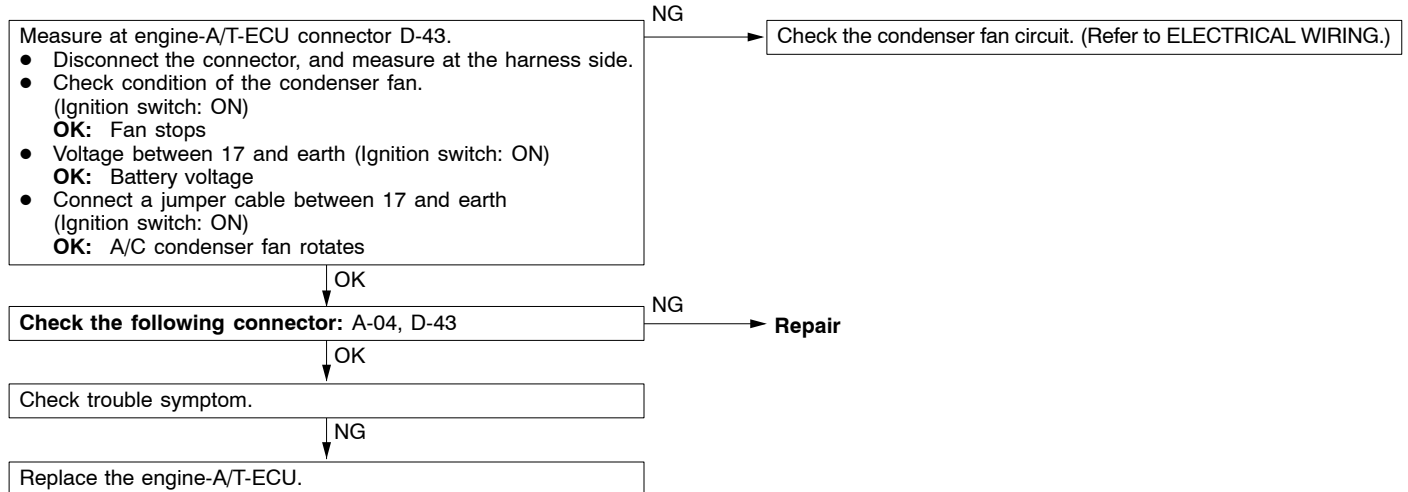 NG
Measure at engine-A/T-ECU connector D-43.
● Disconnect the connector, and measure at the harness side.
● Check condition of the condenser fan.
(Ignition switch: ON)
OK: Fan stops
● Voltage between 17 and earth (Ignition switch: ON)
OK: Battery voltage
● Connect a jumper cable between 17 and earth
(Ignition switch: ON)
OK: A/C condenser fan rotates
Check the condenser fan circuit. (Refer to ELECTRICAL WIRING.)
OK
NG
Check the following connector: A-04, D-43
Repair
OK
Check trouble symptom.
NG
Replace the engine-A/T-ECU.